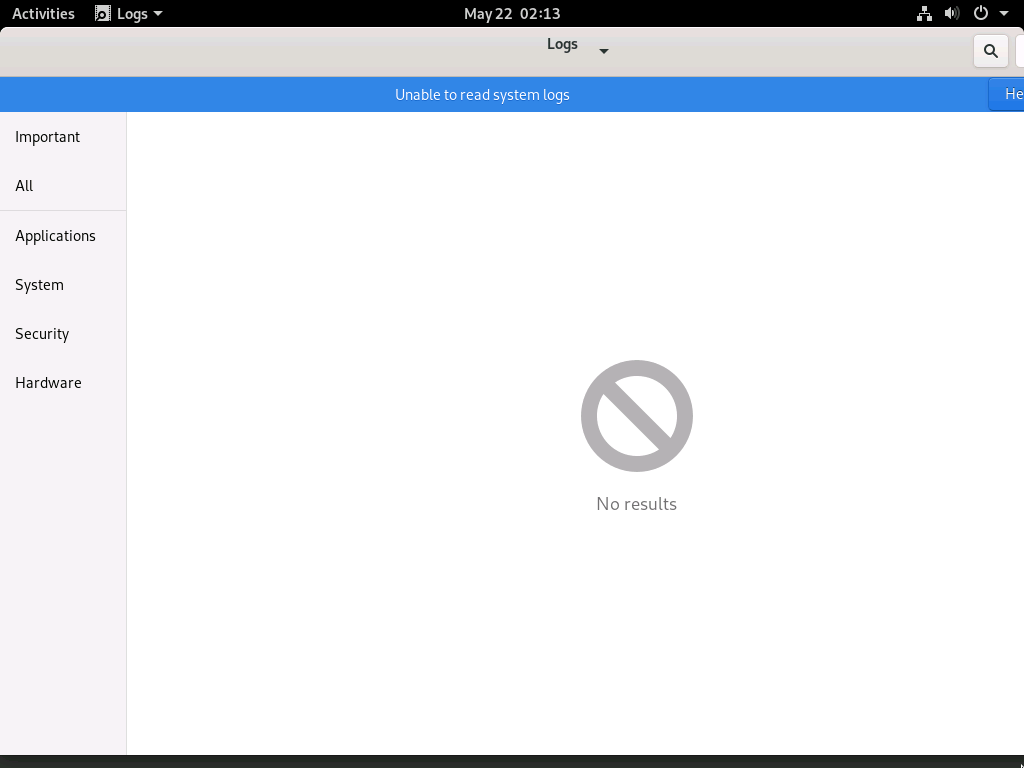 Activities
Logs
May 22 02:13
Logs
Unable to read system logs
Important
All
Applications
System
Security
Hardware
No results